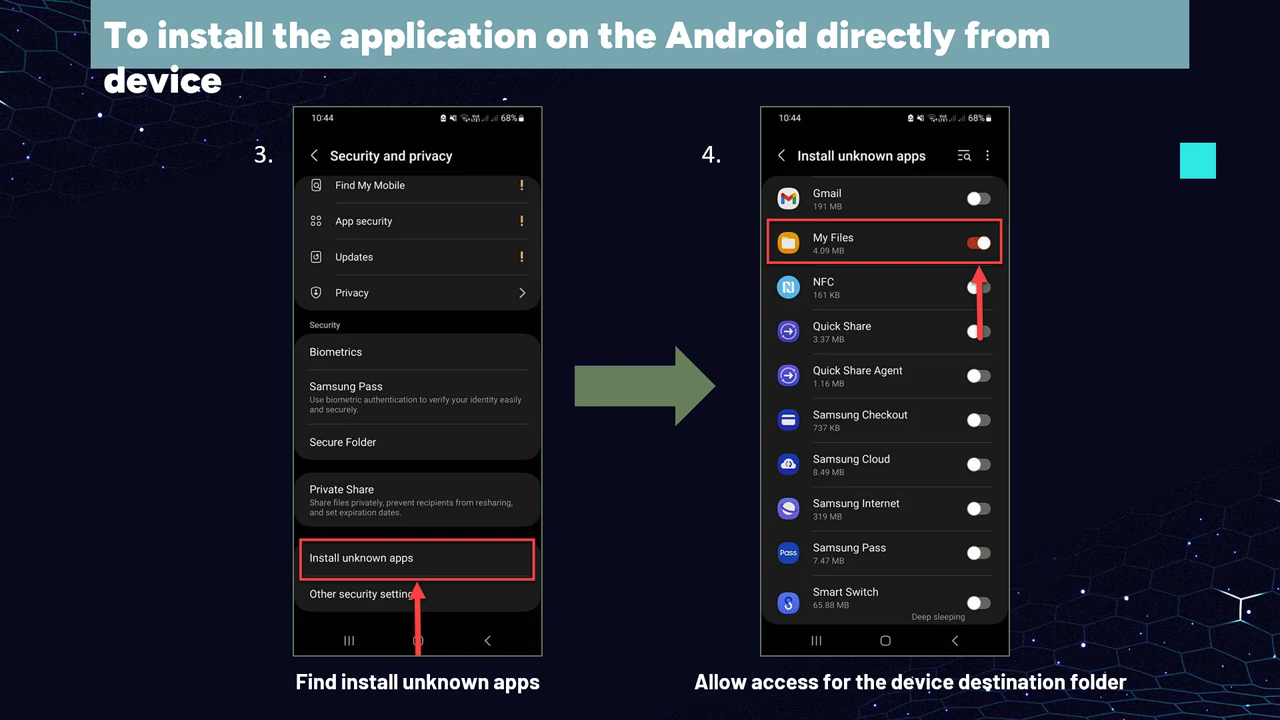 To install the application on the Android directly from
device
3.
10:44
68%
Security and privacy
Find My Mobile
App security
Updates
Privacy
Security
Biometrics
Samsung Pass
Use biometric authentication to verify your identity easily
and securely.
Secure Folder
Private Share
Share files privately, prevent recipients from resharing,
and set expiration dates.
Install unknown apps
Other security setting
Find install unknown apps
4.
10:44
68%
Install unknown apps
Gmail
191 MB
My Files
4.09 MB
NFC
161 KB
Quick Share
3.37 MB
Quick Share Agent
1.16 MB
Samsung Checkout
737 KB
Samsung Cloud
8.49 MB
Samsung Internet
319 MB
Pass
Samsung Pass
7.47 MB
Smart Switch
65.88 MB
Deep sleeping
Allow access for the device destination folder